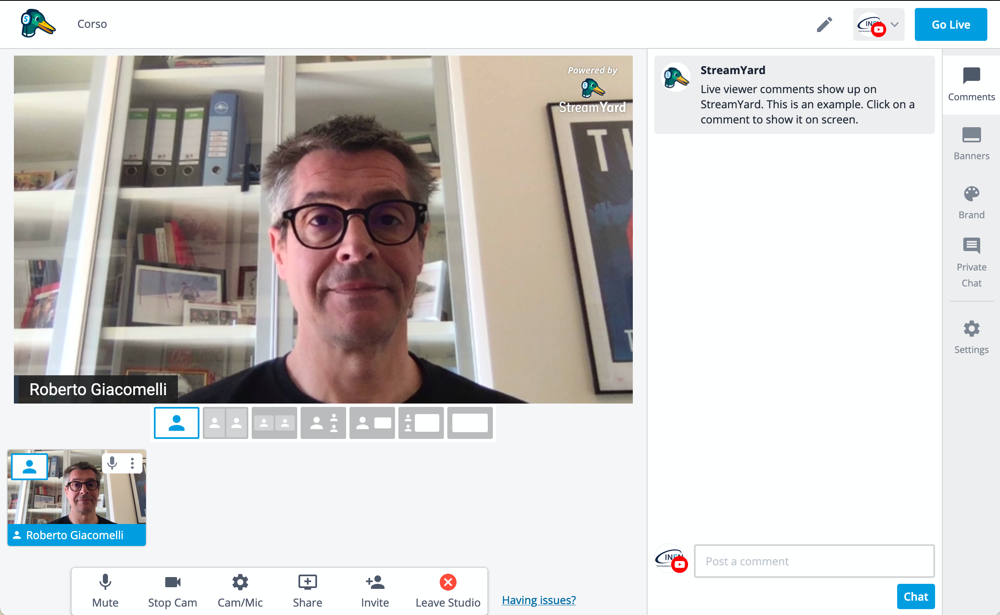 Corso
Go Live
Powered by
StreamYard
TI
T
Roberto Giacomelli
Roberto Giacomelli
Mute
Stop Cam
Cam/Mic
Share
Invite
Leave Studio
Having issues?
StreamYard
Live viewer comments show up on
StreamYard. This is an example. Click on a
comment to show it on screen.
INFN
Post a comment
Chat
Comments
Banners
Brand
Private
Chat
Settings